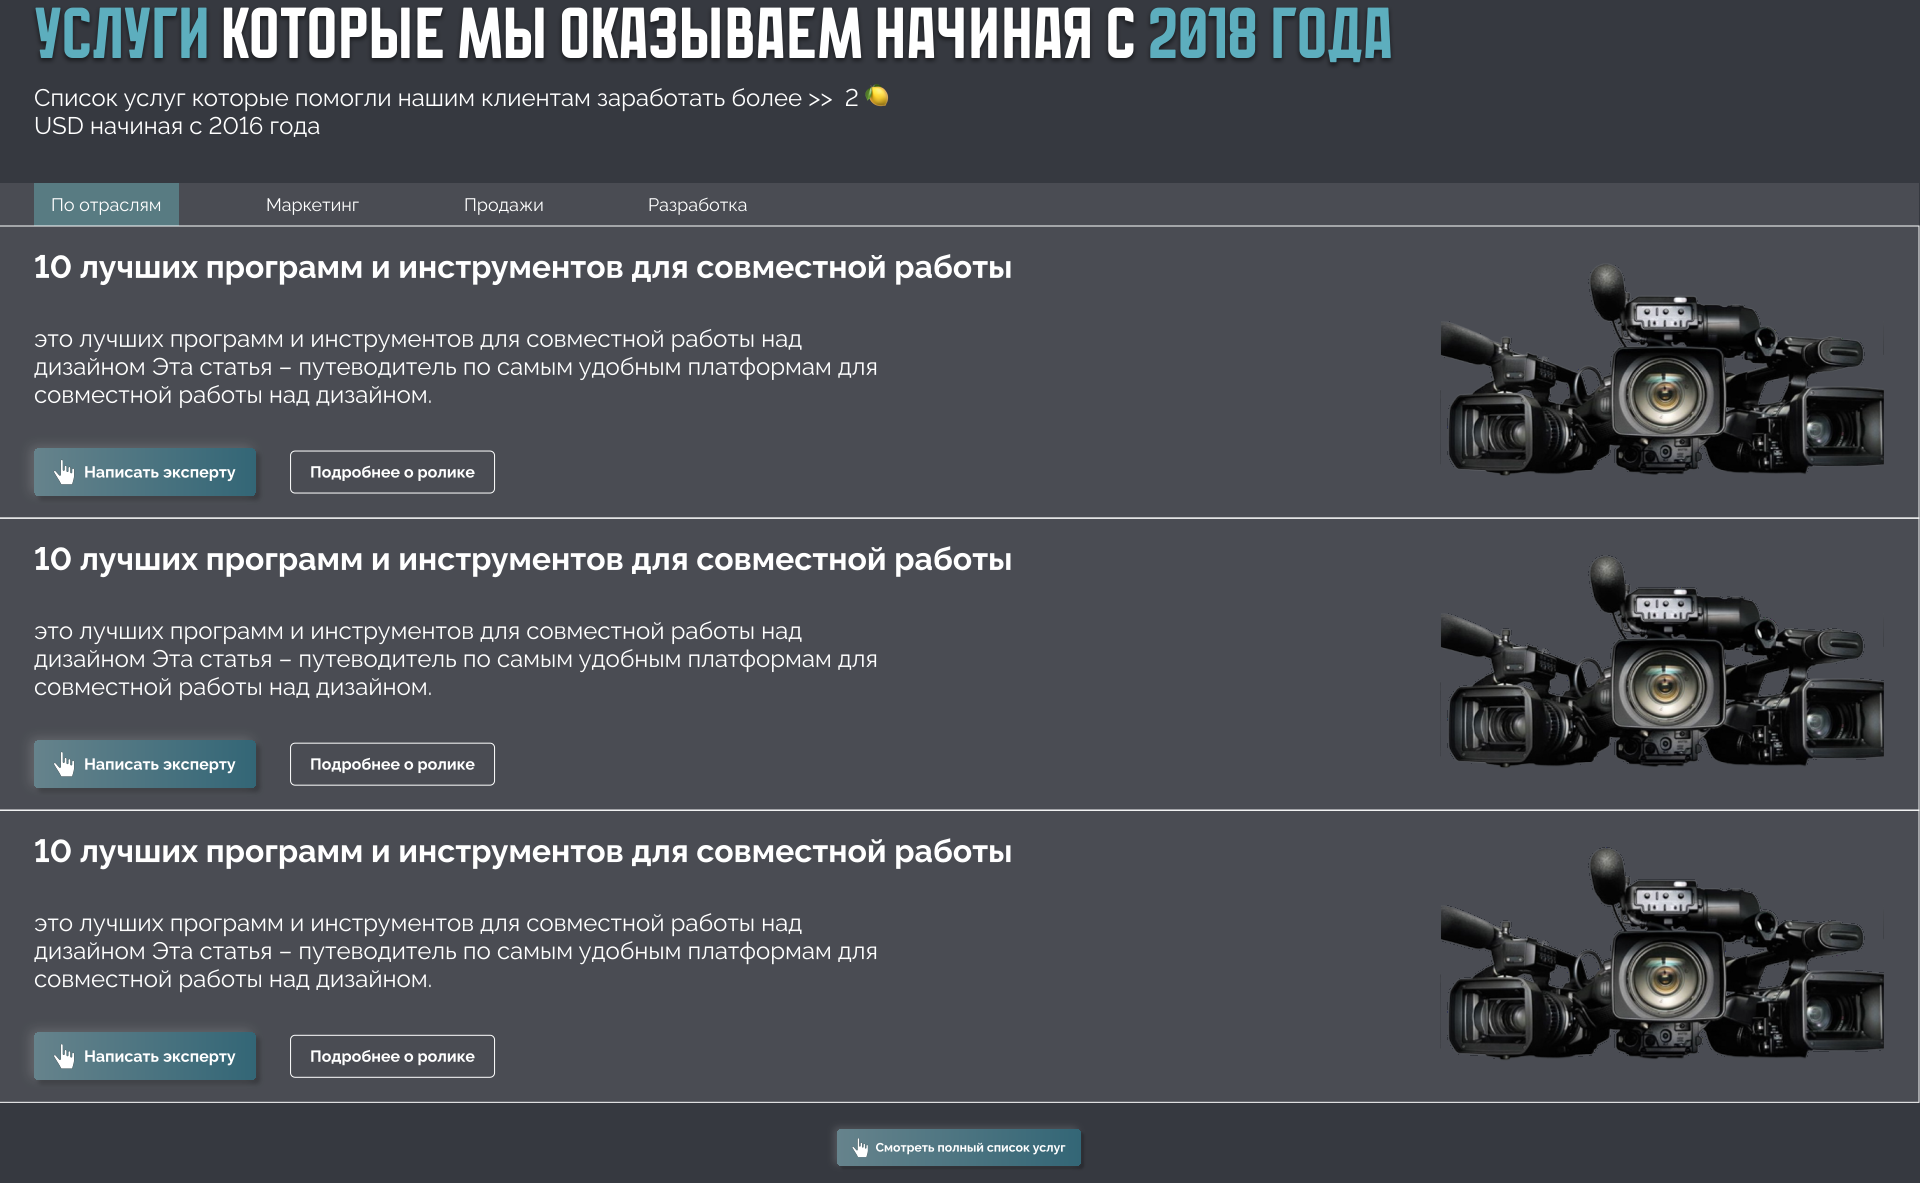 УСЛУГИ КОТОРЫЕ МЫ ОКАЗЫВАЕМ НАЧИНАЯ С 2018 ГОДА
Список услуг которые помогли нашим клиентам заработать более >> 2 🍋
USD начиная с 2016 года
По отраслям Маркетинг Продажи Разработка
10 лучших программ и инструментов для совместной работы
это лучших программ и инструментов для совместной работы над
дизайном Эта статья – путеводитель по самым удобным платформам для
совместной работы над дизайном.
Написать эксперту Подробнее о ролике
10 лучших программ и инструментов для совместной работы
это лучших программ и инструментов для совместной работы над
дизайном Эта статья – путеводитель по самым удобным платформам для
совместной работы над дизайном.
Написать эксперту Подробнее о ролике
10 лучших программ и инструментов для совместной работы
это лучших программ и инструментов для совместной работы над
дизайном Эта статья – путеводитель по самым удобным платформам для
совместной работы над дизайном.
Написать эксперту Подробнее о ролике
Смотреть полный список услуг